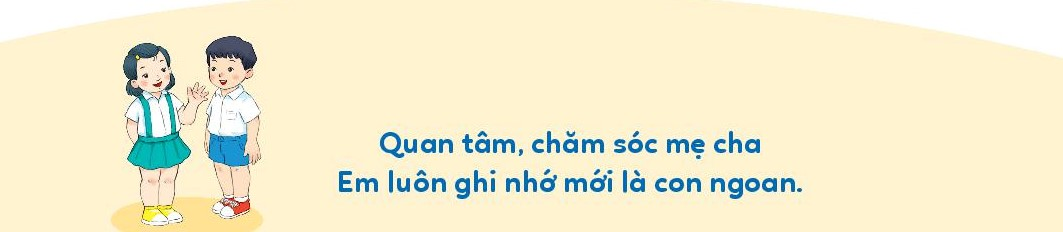 Quan tâm, chăm sóc mẹ cha
Em luôn ghi nhớ mới là con ngoan.